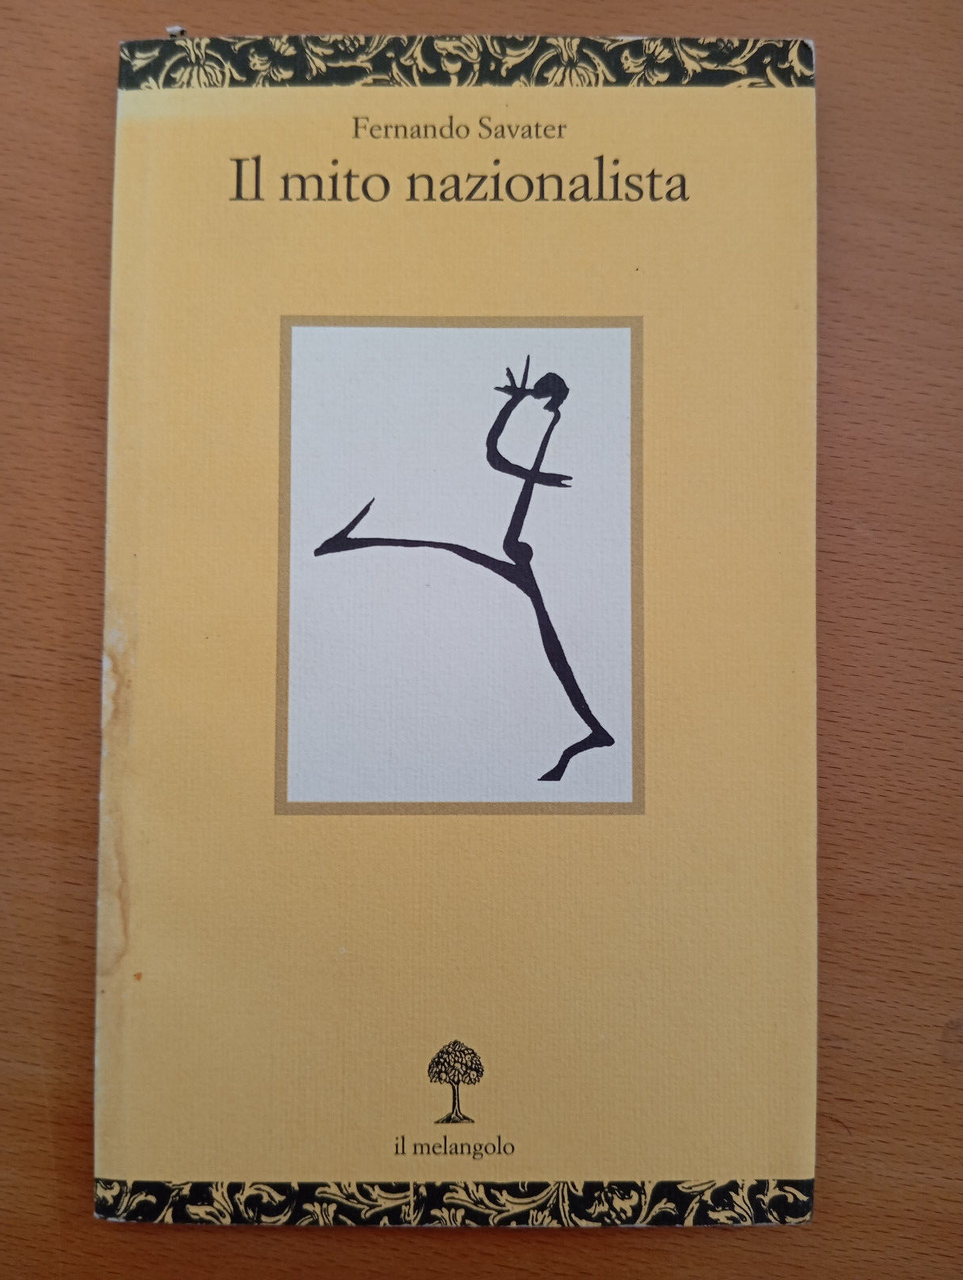 Fernando Savater
Il mito nazionalista
il melangolo